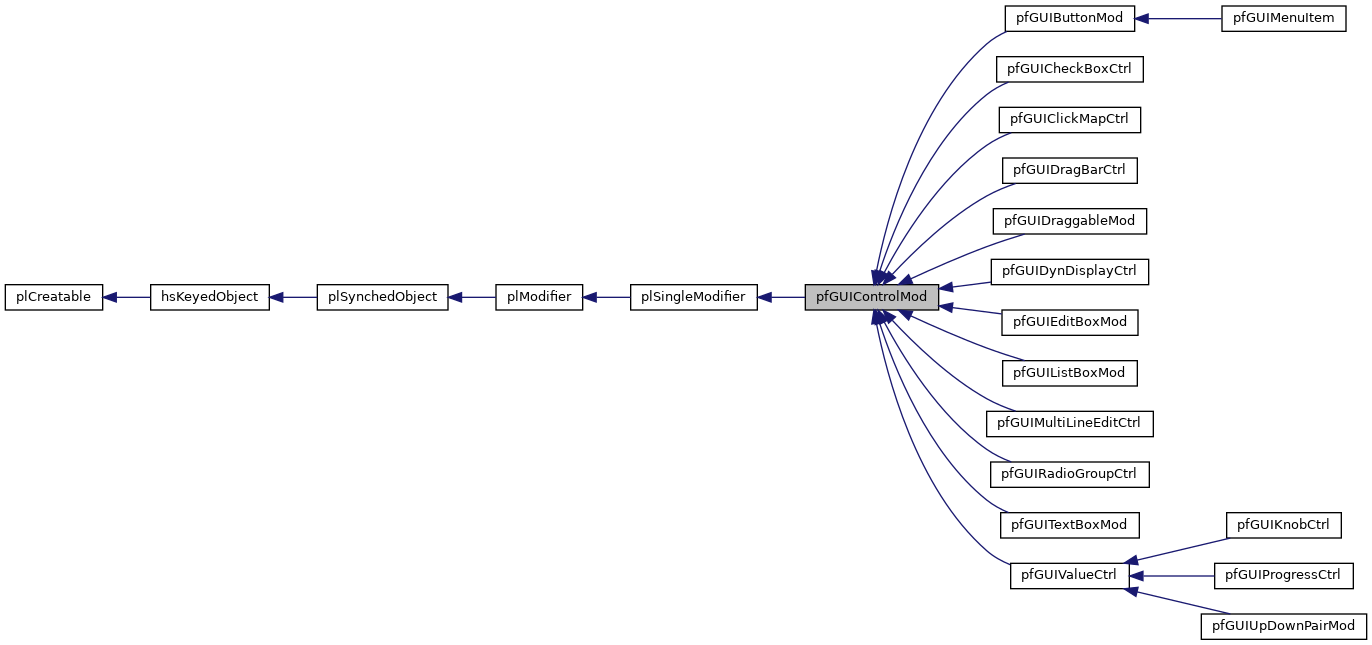 plCreatable
hsKeyedObject
plSynchedObject
plModifier
plSingleModifier
pfGUIControlMod
pfGUIButtonMod
pfGUIMenuItem
pfGUICheckBoxCtrl
pfGUIClickMapCtrl
pfGUIDragBarCtrl
pfGUIDraggableMod
pfGUIDynDisplayCtrl
pfGUIEditBoxMod
pfGUIListBoxMod
pfGUIMultiLineEditCtrl
pfGUIRadioGroupCtrl
pfGUITextBoxMod
pfGUIValueCtrl
pfGUIKnobCtrl
pfGUIProgressCtrl
pfGUIUpDownPairMod